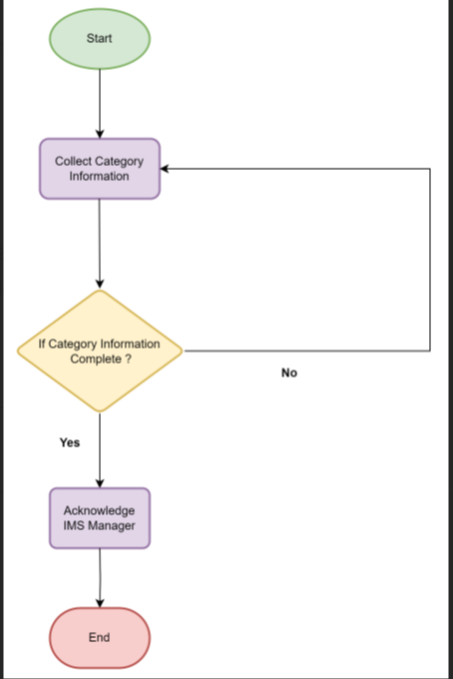 Start
Collect Category
Information
If Category Information
Complete ?
No
Yes
Acknowledge
IMS Manager
End